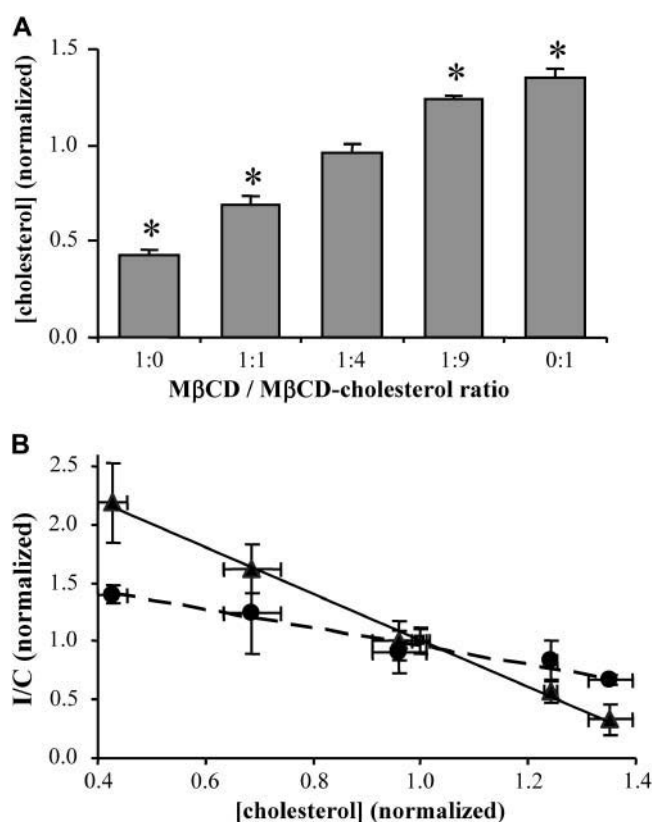 A
[cholesterol] (normalized)
1.5
1.0
0.5
0.0
* * * *
1:0 1:1 1:4 1:9 0:1
MβCD / MβCD-cholesterol ratio
B
I/C (normalized)
2.5
2.0
1.5
1.0
0.5
0.0
0.4 0.6 0.8 1.0 1.2 1.4
[cholesterol] (normalized)